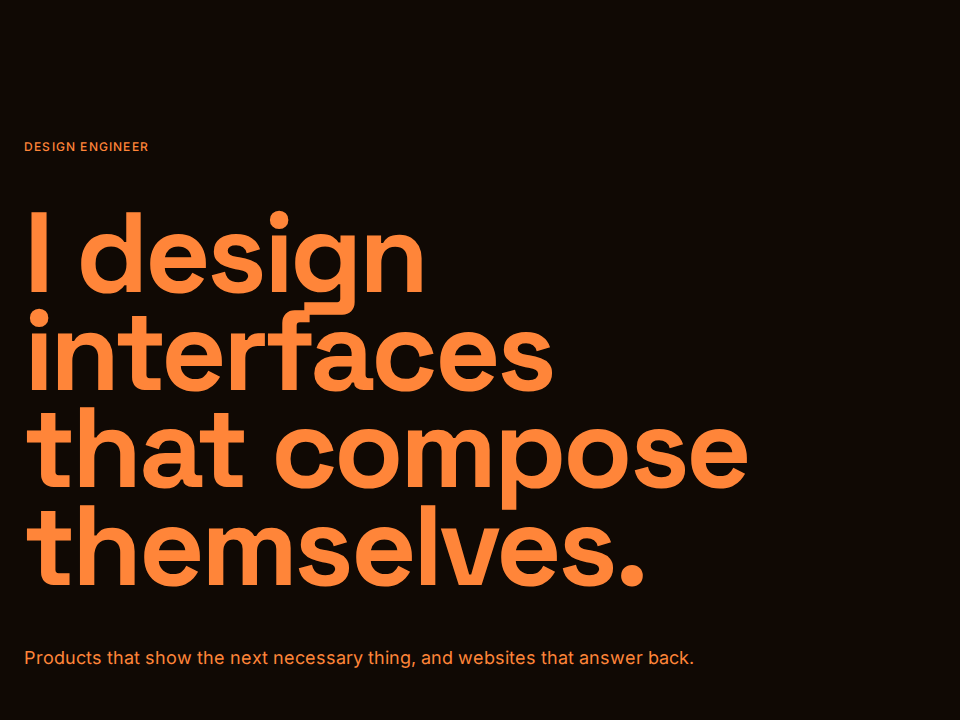 DESIGN ENGINEER
I design
interfaces
that compose
themselves.
Products that show the next necessary thing, and websites that answer back.